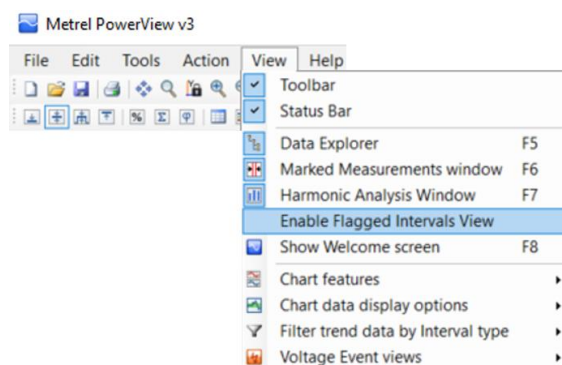 Metrel PowerView v3
File Edit Tools Action View Help
Toolbar
Status Bar
Data Explorer F5
Marked Measurements window F6
Harmonic Analysis Window F7
Enable Flagged Intervals View
Show Welcome screen F8
Chart features
Chart data display options
Filter trend data by Interval type
Voltage Event views